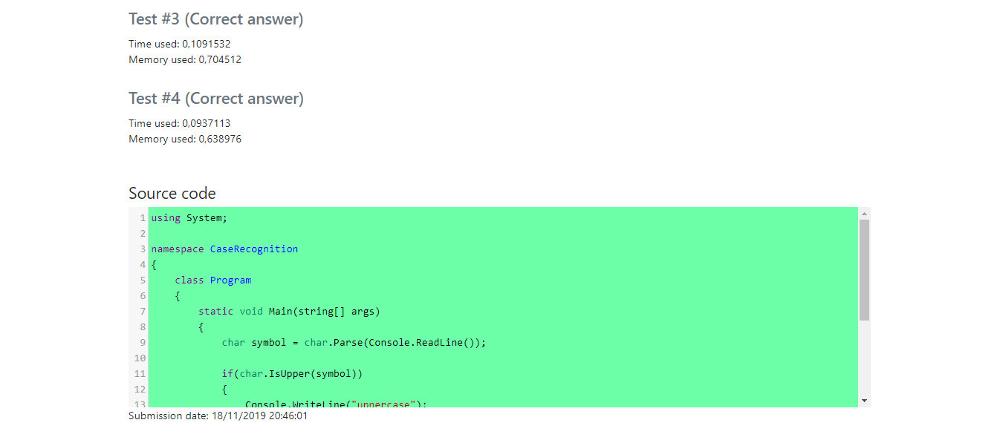 Test #3 (Correct answer)
Time used: 0,1091532
Memory used: 0,704512
Test #4 (Correct answer)
Time used: 0,0937113
Memory used: 0,638976
Source code
1 using System;
2
3 namespace CaseRecognition
4 {
5 class Program
6 {
7 static void Main(string[] args)
8 {
9 char symbol = char.Parse(Console.ReadLine());
10
11 if(char.IsUpper(symbol))
12 {
13 Console.WriteLine("uppercase");
Submission date: 18/11/2019 20:46:01